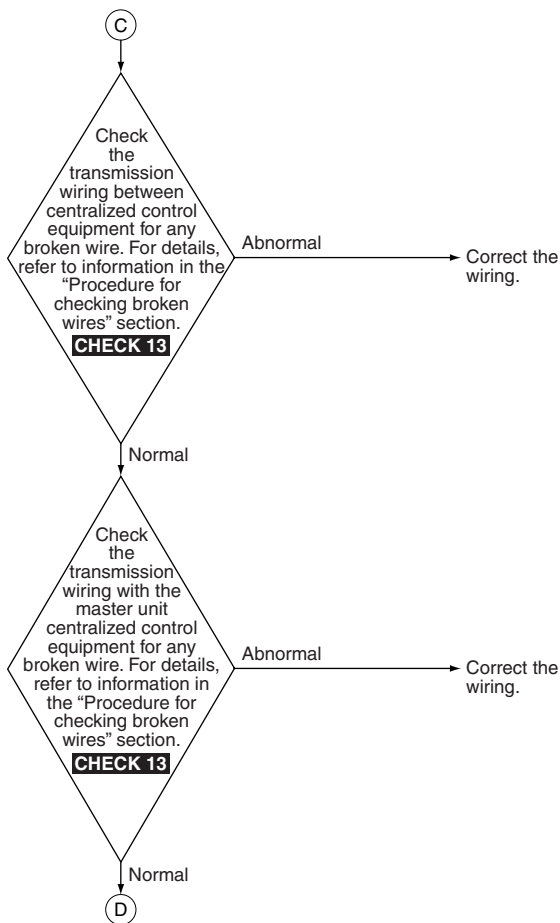 C
Check
the
transmission
wiring between
centralized control
equipment for any
broken wire. For details,
refer to information in the
“Procedure for
checking broken
wires” section.
CHECK 13
Abnormal
Correct the
wiring.
Normal
Check
the
transmission
wiring with the
master unit
centralized control
equipment for any
broken wire. For details,
refer to information in
the “Procedure for
checking broken
wires” section.
CHECK 13
Abnormal
Correct the
wiring.
Normal
D